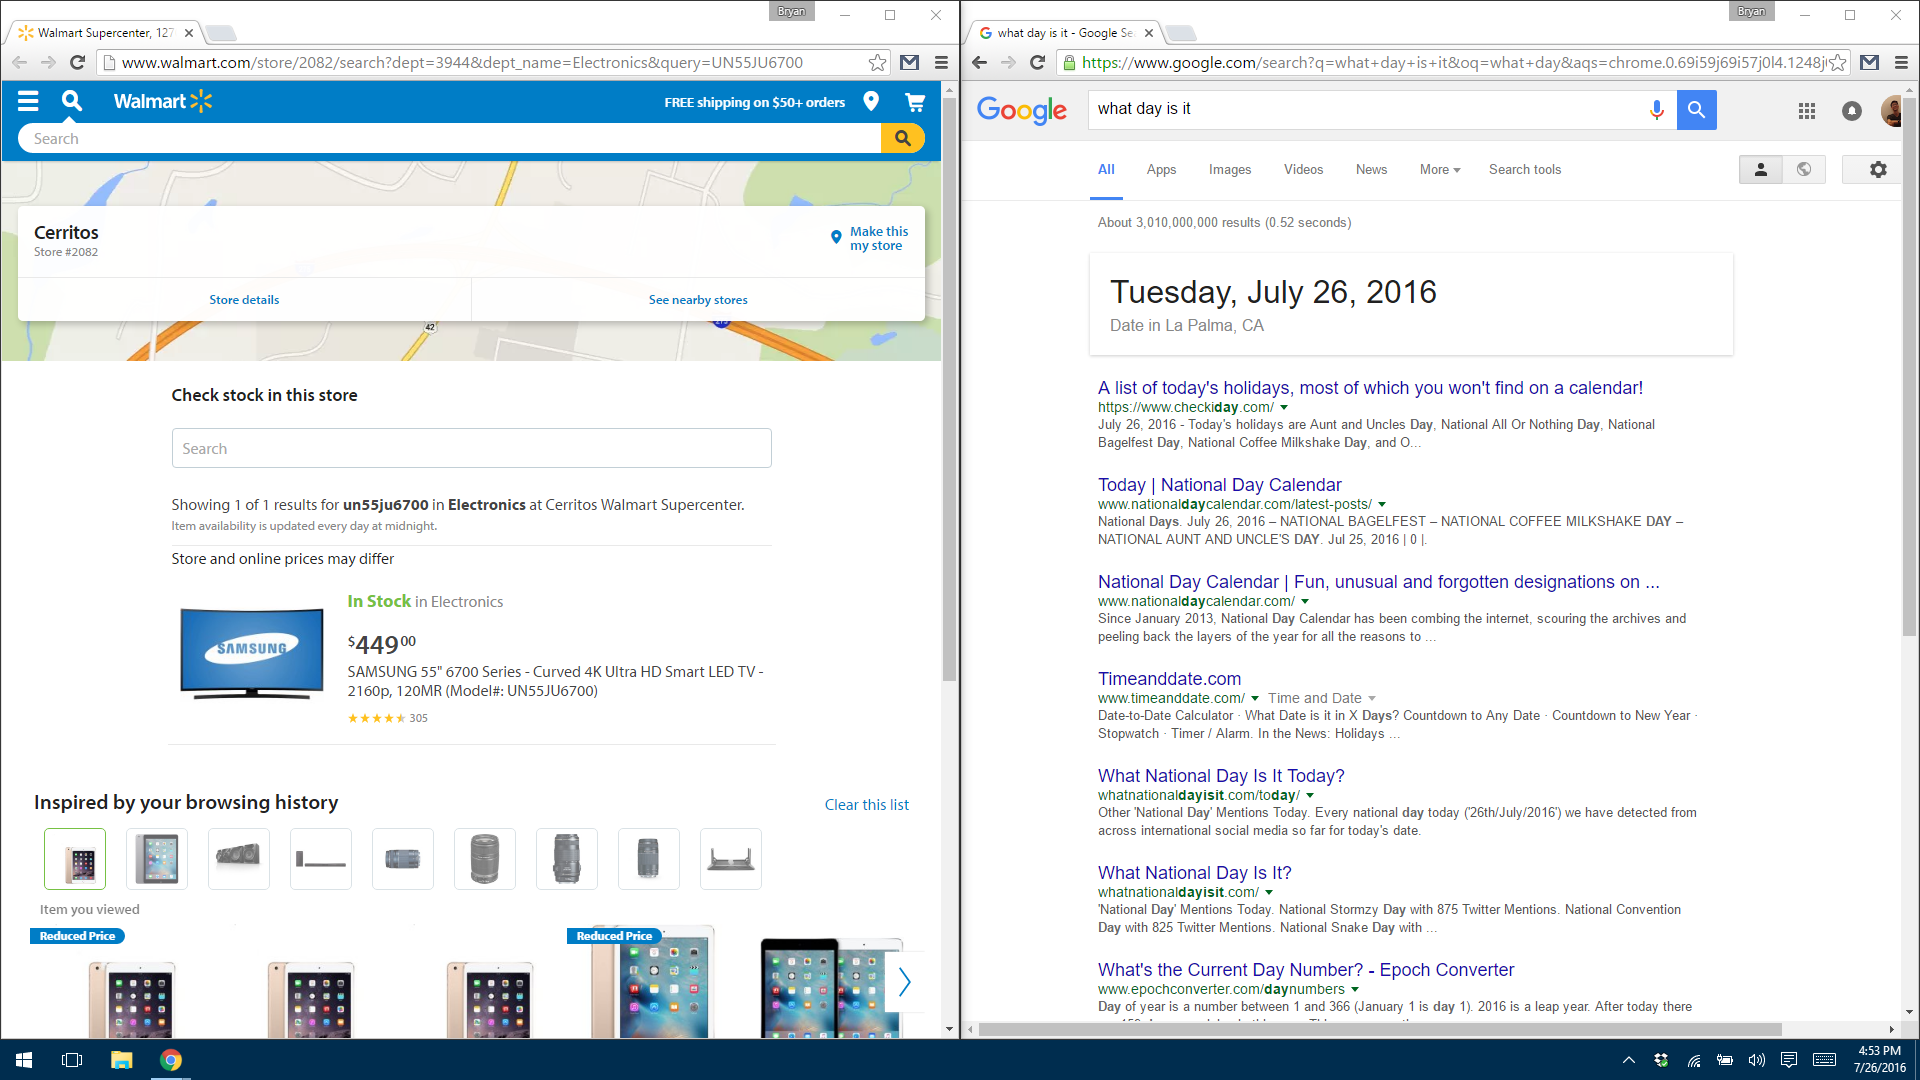 Bryan
Walmart Supercenter, 127
www.walmart.com/store/2082/search?dept=3944&dept_name=Electronics&query=UN55JU6700
Walmart
FREE shipping on $50+ orders
Search
Cerritos
Store #2082
Make this
my store
Store details
See nearby stores
42
Check stock in this store
Search
Showing 1 of 1 results for un55ju6700 in Electronics at Cerritos Walmart Supercenter.
Item availability is updated every day at midnight.
Store and online prices may differ
SAMSUNG
In Stock in Electronics
$449.00
SAMSUNG 55" 6700 Series - Curved 4K Ultra HD Smart LED TV -
2160p, 120MR (Model#: UN55JU6700)
305
Inspired by your browsing history
Clear this list
Item you viewed
Reduced Price
Reduced Price
Bryan
what day is it - Google Se
https://www.google.com/search?q=what+day+is+it&oq=what+day&aqs=chrome.0.69i59j69i57j0l4.1248j
Google
what day is it
All
Apps
Images
Videos
News
More
Search tools
About 3,010,000,000 results (0.52 seconds)
Tuesday, July 26, 2016
Date in La Palma, CA
A list of today's holidays, most of which you won't find on a calendar!
https://www.checkiday.com/
July 26, 2016 - Today's holidays are Aunt and Uncles Day, National All Or Nothing Day, National
Bagelfest Day, National Coffee Milkshake Day, and O...
Today | National Day Calendar
www.nationaldaycalendar.com/latest-posts/
National Days. July 26, 2016 – NATIONAL BAGELFEST – NATIONAL COFFEE MILKSHAKE DAY –
NATIONAL AUNT AND UNCLE'S DAY. Jul 25, 2016 | 0 |.
National Day Calendar | Fun, unusual and forgotten designations on ...
www.nationaldaycalendar.com/
Since January 2013, National Day Calendar has been combing the internet, scouring the archives and
peeling back the layers of the year for all the reasons to ...
Timeanddate.com
www.timeanddate.com/ Time and Date
Date-to-Date Calculator · What Date is it in X Days? Countdown to Any Date · Countdown to New Year ·
Stopwatch · Timer / Alarm. In the News: Holidays ...
What National Day Is It Today?
whatnationaldayisit.com/today/
Other 'National Day' Mentions Today. Every national day today ('26th/July/2016') we have detected from
across international social media so far for today's date.
What National Day Is It?
whatnationaldayisit.com/
'National Day' Mentions Today. National Stormzy Day with 875 Twitter Mentions. National Convention
Day with 825 Twitter Mentions. National Snake Day with ...
What's the Current Day Number? - Epoch Converter
www.epochconverter.com/daynumbers
Day of year is a number between 1 and 366 (January 1 is day 1). 2016 is a leap year. After today there
4:53 PM
7/26/2016